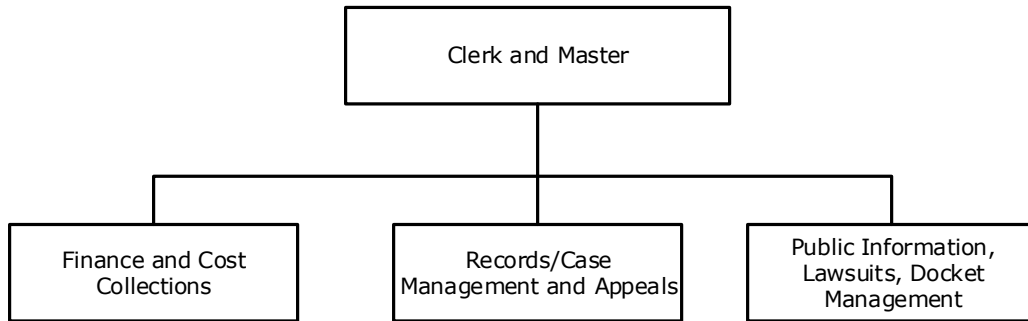 Clerk and Master
Finance and Cost
Collections
Records/Case
Management and Appeals
Public Information,
Lawsuits, Docket
Management